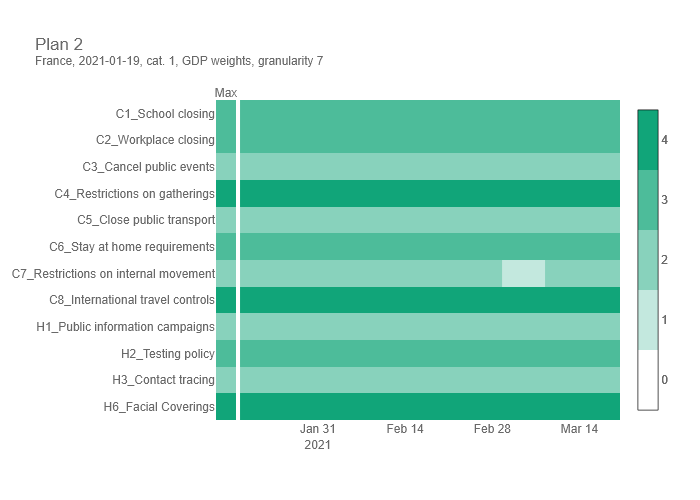 Plan 2
France, 2021-01-19, cat. 1, GDP weights, granularity 7
Max
C1_School closing
C2_Workplace closing
C3_Cancel public events
C4_Restrictions on gatherings
C5_Close public transport
C6_Stay at home requirements
C7_Restrictions on internal movement
C8_International travel controls
H1_Public information campaigns
H2_Testing policy
H3_Contact tracing
H6_Facial Coverings
Jan 31
2021
Feb 14
Feb 28
Mar 14
4
3
2
1
0